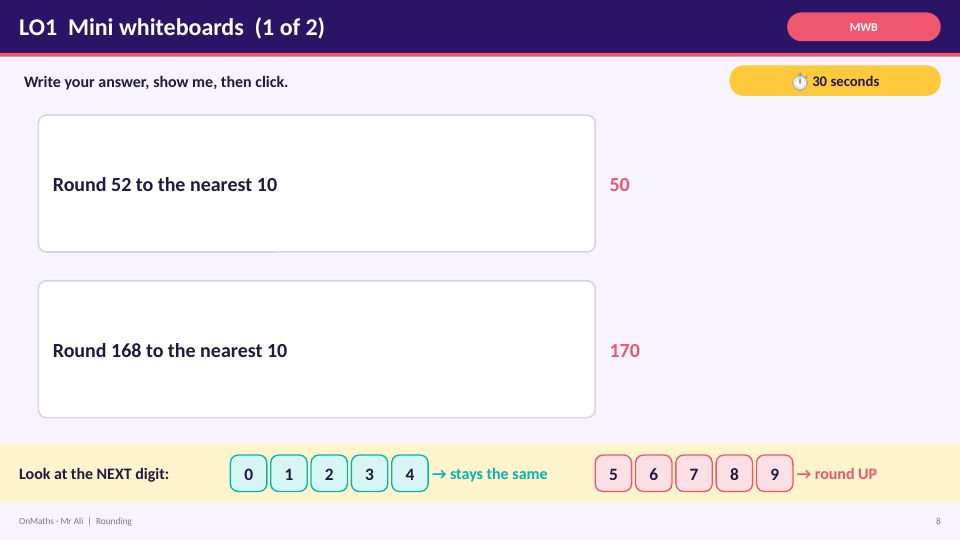 LO1 Mini whiteboards (1 of 2)
MWB
Write your answer, show me, then click.
⏱️ 30 seconds
Round 52 to the nearest 10
50
Round 168 to the nearest 10
170
Look at the NEXT digit: 0 1 2 3 4 → stays the same 5 6 7 8 9 → round UP
OnMaths - Mr Ali | Rounding
8